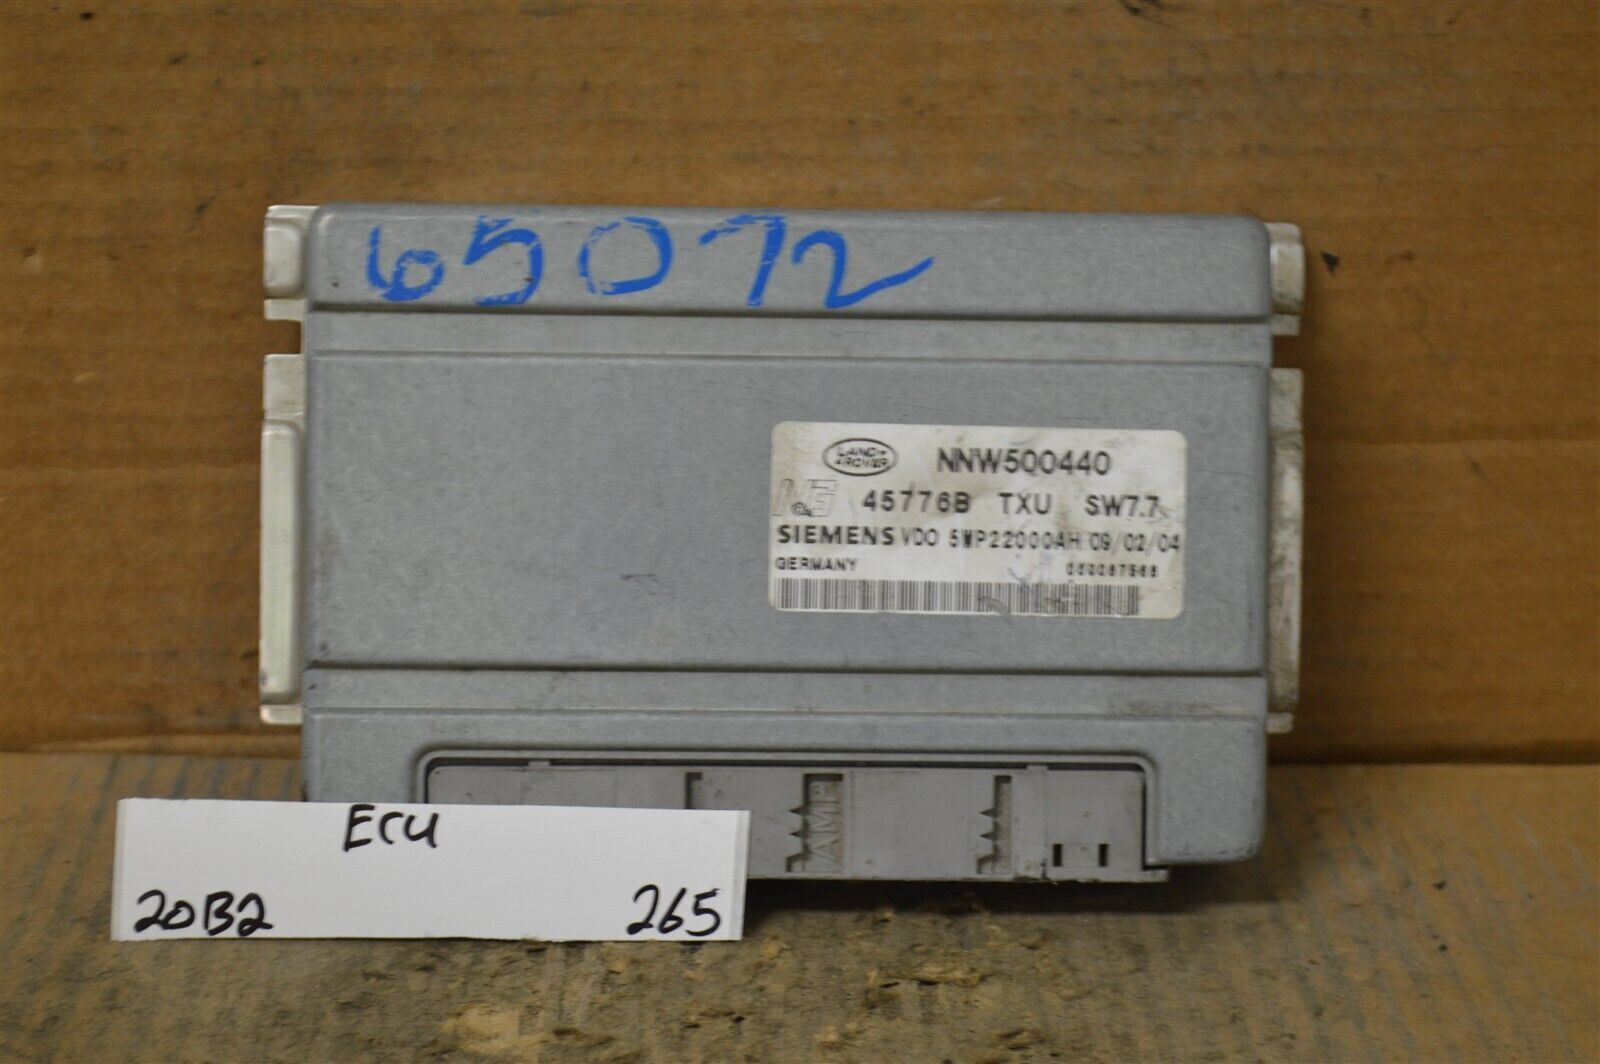 65072
LAND ROVER
NNW500440
45776B TXU SW7.7
SIEMENS VDO 5WP22000AH 09/02/04
GERMANY
AMP
ECU
20B2
265